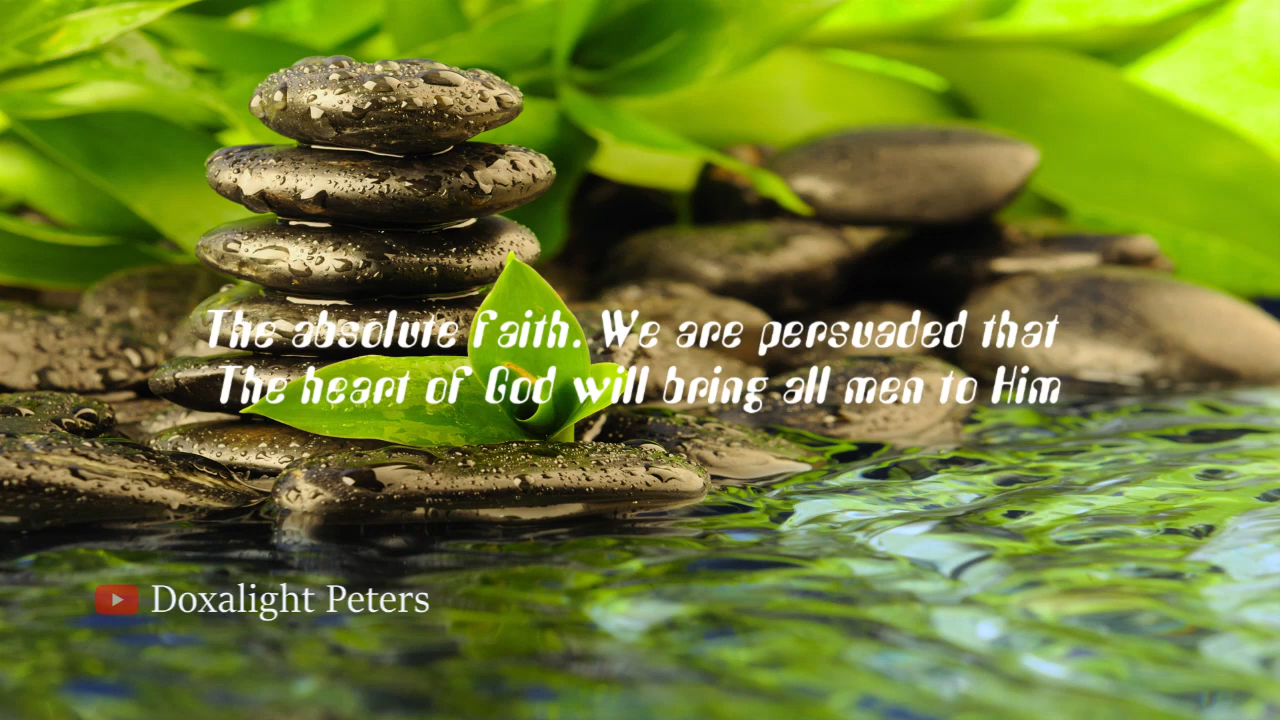 The absolute faith. We are persuaded that
The heart of God will bring all men to Him
Doxalight Peters